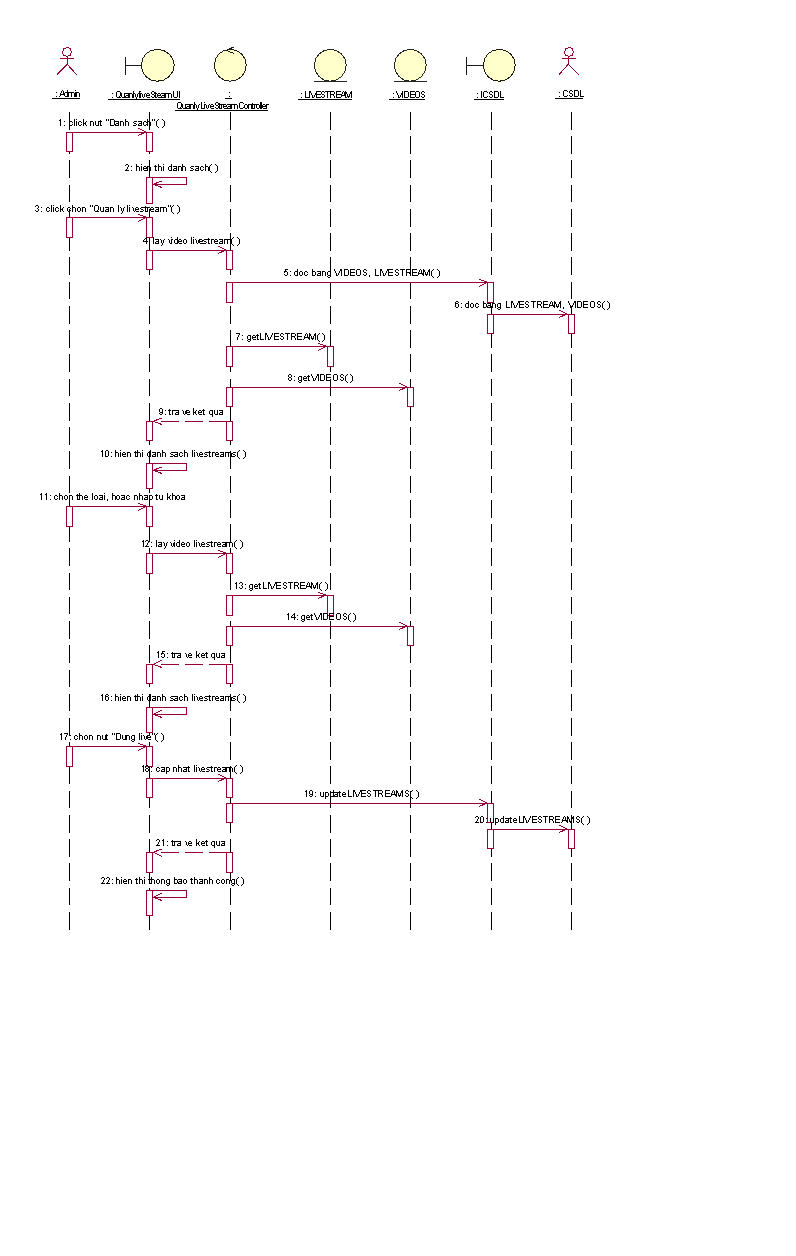 : Admin
: QuanlyliveSteamUI
:
QuanlyLiveStreamController
: LIVESTREAM
: VIDEOS
: ICSDL
: CSDL
1: click nut "Danh sach"( )
2: hien thi danh sach( )
3: click chon "Quan ly livestream"( )
4: lay video livestream( )
5: doc bang VIDEOS, LIVESTREAM( )
6: doc bang LIVESTREAM, VIDEOS( )
7: getLIVESTREAM( )
8: getVIDEOS( )
9: tra ve ket qua
10: hien thi danh sach livestreams( )
11: chon the loai, hoac nhap tu khoa
12: lay video livestream( )
13: getLIVESTREAM( )
14: getVIDEOS( )
15: tra ve ket qua
16: hien thi danh sach livestreams( )
17: chon nut "Dung live"( )
18: cap nhat livestream( )
19: updateLIVESTREAMS( )
20: updateLIVESTREAMS( )
21: tra ve ket qua
22: hien thi thong bao thanh cong( )